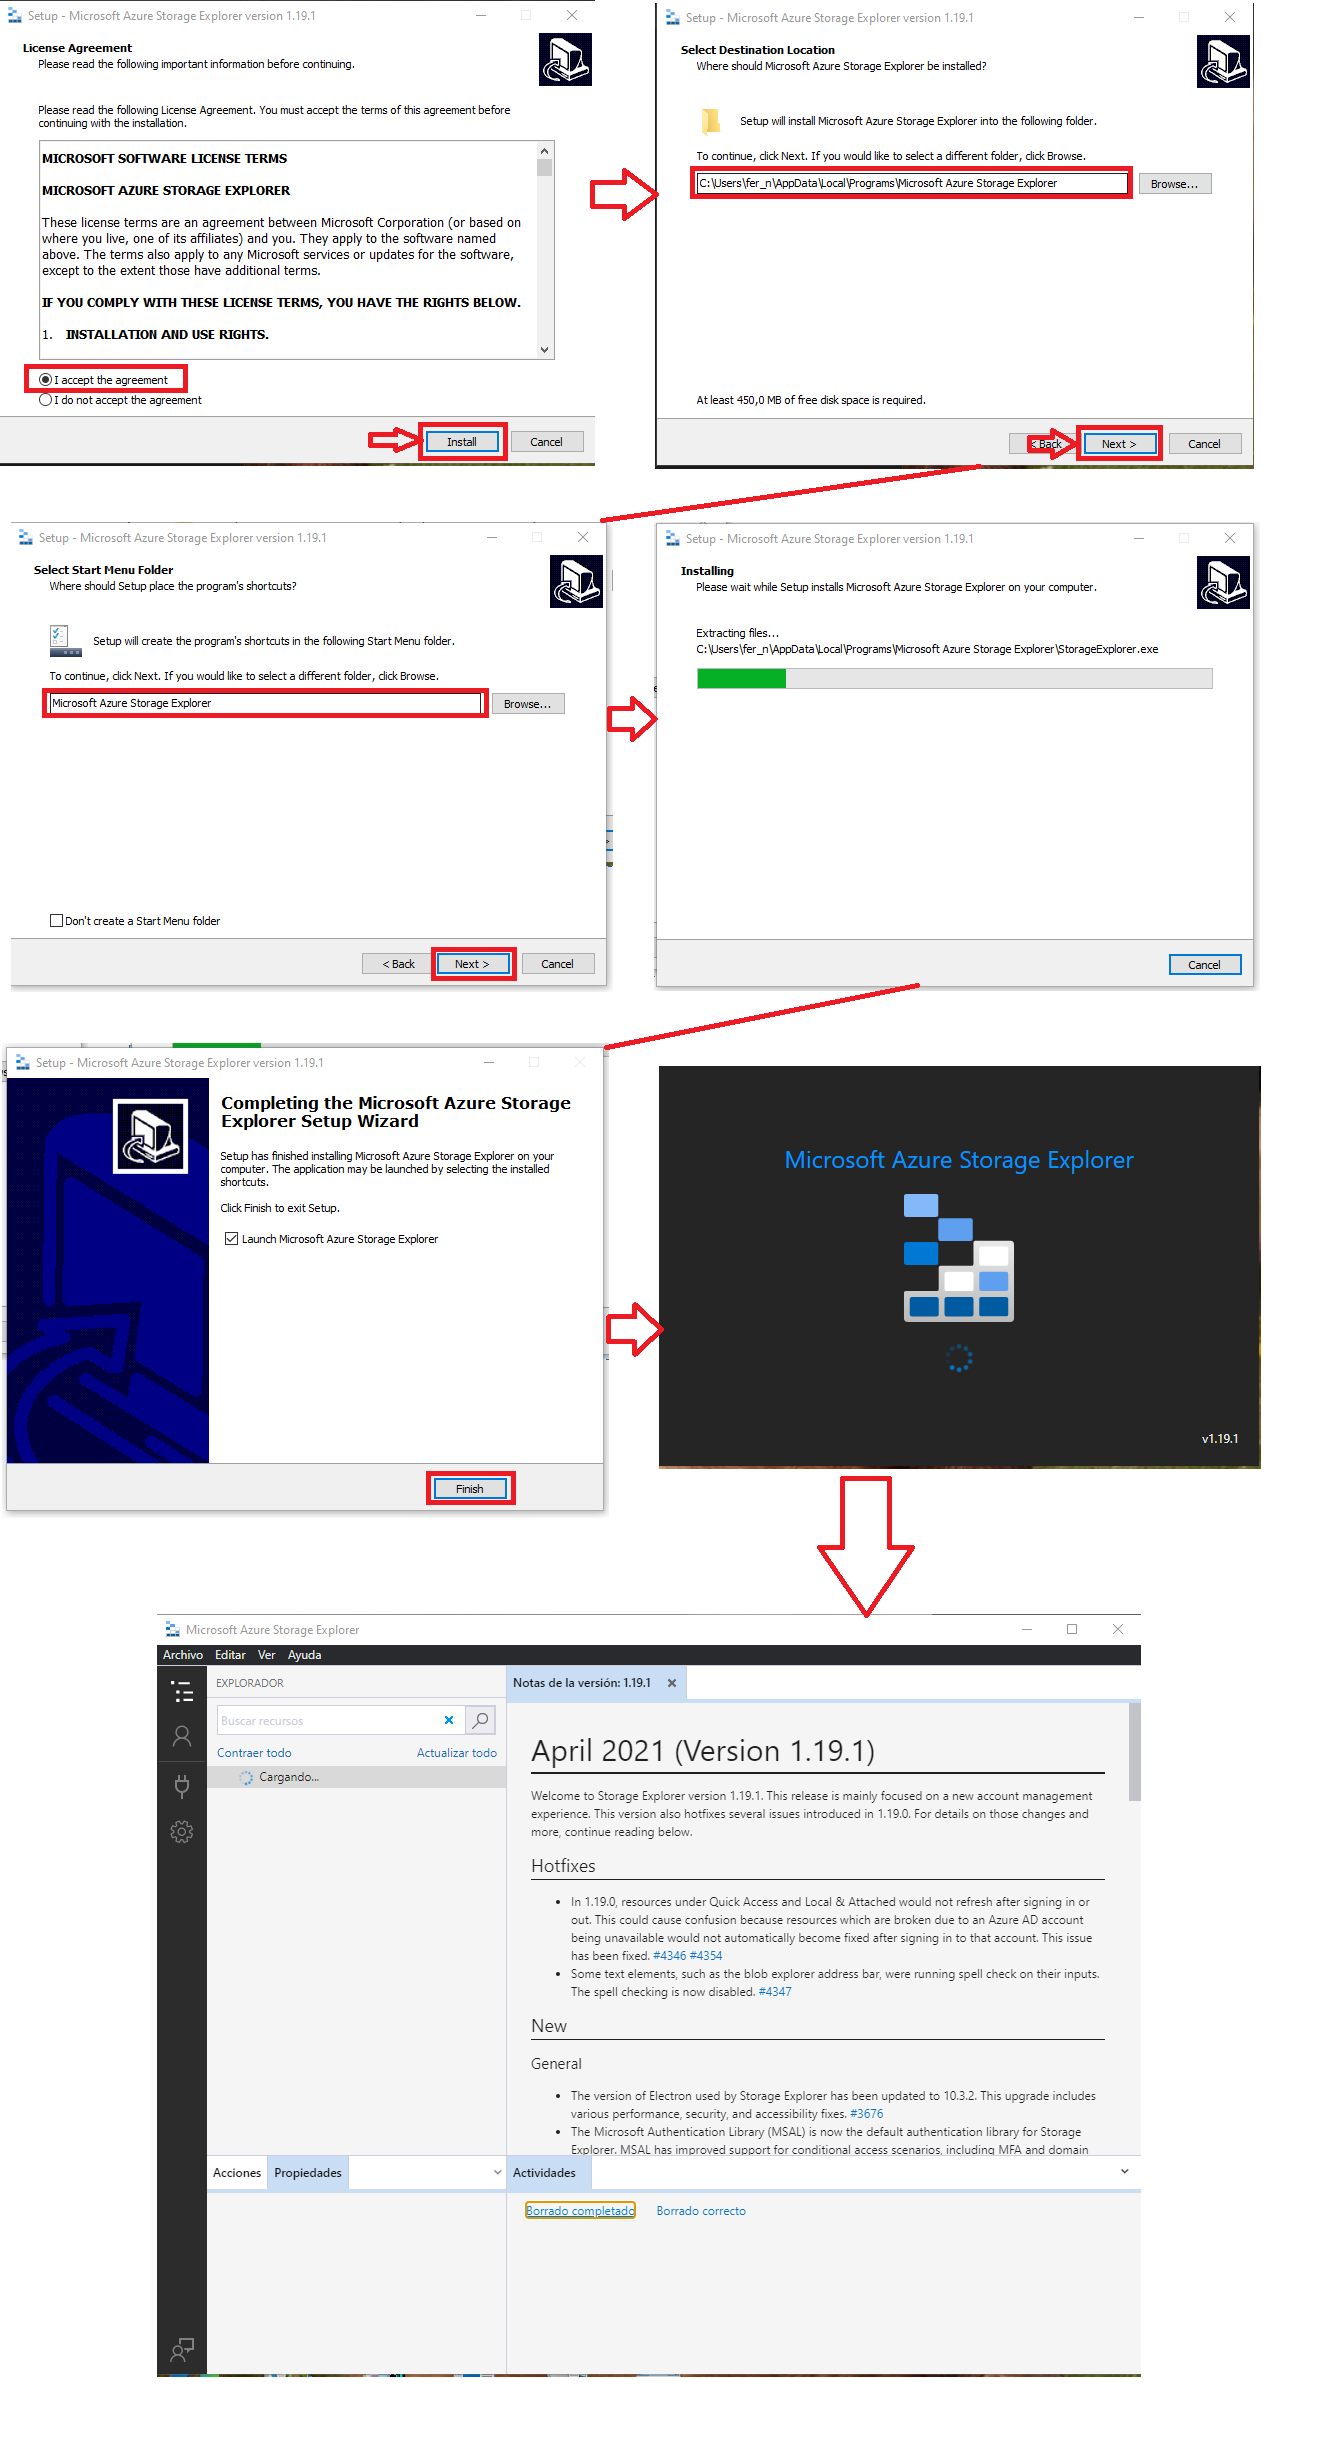 Setup - Microsoft Azure Storage Explorer version 1.19.1
License Agreement
Please read the following important information before continuing.
Please read the following License Agreement. You must accept the terms of this agreement before
continuing with the installation.
MICROSOFT SOFTWARE LICENSE TERMS
MICROSOFT AZURE STORAGE EXPLORER
These license terms are an agreement between Microsoft Corporation (or based on
where you live, one of its affiliates) and you. They apply to the software named
above. The terms also apply to any Microsoft services or updates for the software,
except to the extent those have additional terms.
IF YOU COMPLY WITH THESE LICENSE TERMS, YOU HAVE THE RIGHTS BELOW.
1. INSTALLATION AND USE RIGHTS.
I accept the agreement
I do not accept the agreement
Install
Cancel
Setup - Microsoft Azure Storage Explorer version 1.19.1
Select Destination Location
Where should Microsoft Azure Storage Explorer be installed?
Setup will install Microsoft Azure Storage Explorer into the following folder.
To continue, click Next. If you would like to select a different folder, click Browse.
C:\Users\fer_n\AppData\Local\Programs\Microsoft Azure Storage Explorer
Browse...
At least 450,0 MB of free disk space is required.
< Back
Next >
Cancel
Setup - Microsoft Azure Storage Explorer version 1.19.1
Select Start Menu Folder
Where should Setup place the program's shortcuts?
Setup will create the program's shortcuts in the following Start Menu folder.
To continue, click Next. If you would like to select a different folder, click Browse.
Microsoft Azure Storage Explorer
Browse...
Don't create a Start Menu folder
< Back
Next >
Cancel
Setup - Microsoft Azure Storage Explorer version 1.19.1
Installing
Please wait while Setup installs Microsoft Azure Storage Explorer on your computer.
Extracting files...
C:\Users\fer_n\AppData\Local\Programs\Microsoft Azure Storage Explorer\StorageExplorer.exe
Cancel
Setup - Microsoft Azure Storage Explorer version 1.19.1
Completing the Microsoft Azure Storage
Explorer Setup Wizard
Setup has finished installing Microsoft Azure Storage Explorer on your
computer. The application may be launched by selecting the installed
shortcuts.
Click Finish to exit Setup.
Launch Microsoft Azure Storage Explorer
Finish
Microsoft Azure Storage Explorer
v1.19.1
Microsoft Azure Storage Explorer
Archivo Editar Ver Ayuda
EXPLORADOR
Buscar recursos
Contraer todo
Actualizar todo
Cargando...
Notas de la versión: 1.19.1
April 2021 (Version 1.19.1)
Welcome to Storage Explorer version 1.19.1. This release is mainly focused on a new account management
experience. This version also hotfixes several issues introduced in 1.19.0. For details on those changes and
more, continue reading below.
Hotfixes
• In 1.19.0, resources under Quick Access and Local & Attached would not refresh after signing in or
out. This could cause confusion because resources which are broken due to an Azure AD account
being unavailable would not automatically become fixed after signing in to that account. This issue
has been fixed. #4346 #4354
• Some text elements, such as the blob explorer address bar, were running spell check on their inputs.
The spell checking is now disabled. #4347
New
General
• The version of Electron used by Storage Explorer has been updated to 10.3.2. This upgrade includes
various performance, security, and accessibility fixes. #3676
• The Microsoft Authentication Library (MSAL) is now the default authentication library for Storage
Explorer. MSAL has improved support for conditional access scenarios, including MFA and domain
Acciones
Propiedades
Actividades
Borrado completado
Borrado correcto